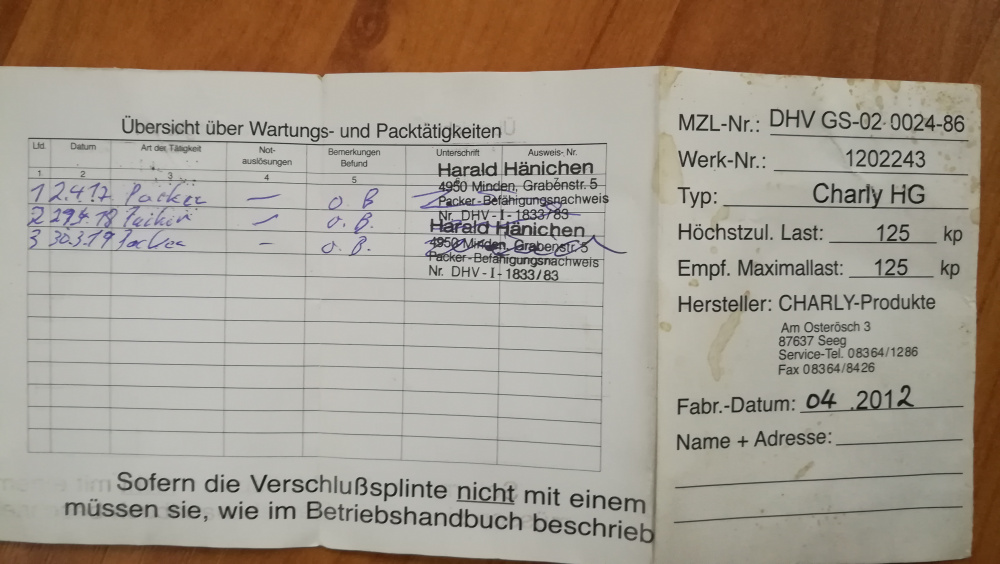 Übersicht über Wartungs- und Packtätigkeiten
Lfd. Datum Art der Tätigkeit Not-auslösungen Bemerkungen Befund Unterschrift Ausweis-Nr.
1 2 3 4 5
1 2.4.17 Packen — o B
2 29.4.18 Packen — o. B.
3 30.3.19 Packen — o. B.
Harald Hänichen
4950 Minden, Grabenstr. 5
Packer-Befähigungsnachweis
Nr. DHV-I-1833/83
Harald Hänichen
4950 Minden, Grabenstr. 5
Packer-Befähigungsnachweis
Nr. DHV-I-1833/83
Sofern die Verschlußsplinte nicht mit einem
müssen sie, wie im Betriebshandbuch beschrieb
MZL-Nr.: DHV GS-02 0024-86
Werk-Nr.: 1202243
Typ: Charly HG
Höchstzul. Last: 125 kp
Empf. Maximallast: 125 kp
Hersteller: CHARLY-Produkte
Am Osterösch 3
87637 Seeg
Service-Tel. 08364/1286
Fax 08364/8426
Fabr.-Datum: 04 .2012
Name + Adresse: